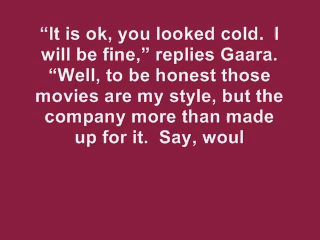 “It is ok, you looked cold.  I
will be fine,” replies Gaara.
“Well, to be honest those
movies are my style, but the
company more than made
up for it.  Say, woul